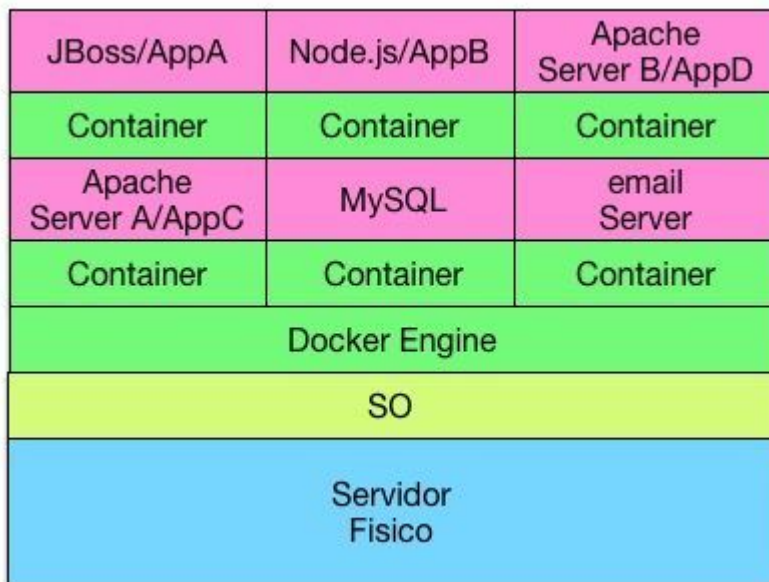 JBoss/AppA
Node.js/AppB
Apache
Server B/AppD
Container
Container
Container
Apache
Server A/AppC
MySQL
email
Server
Container
Container
Container
Docker Engine
SO
Servidor
Fisico